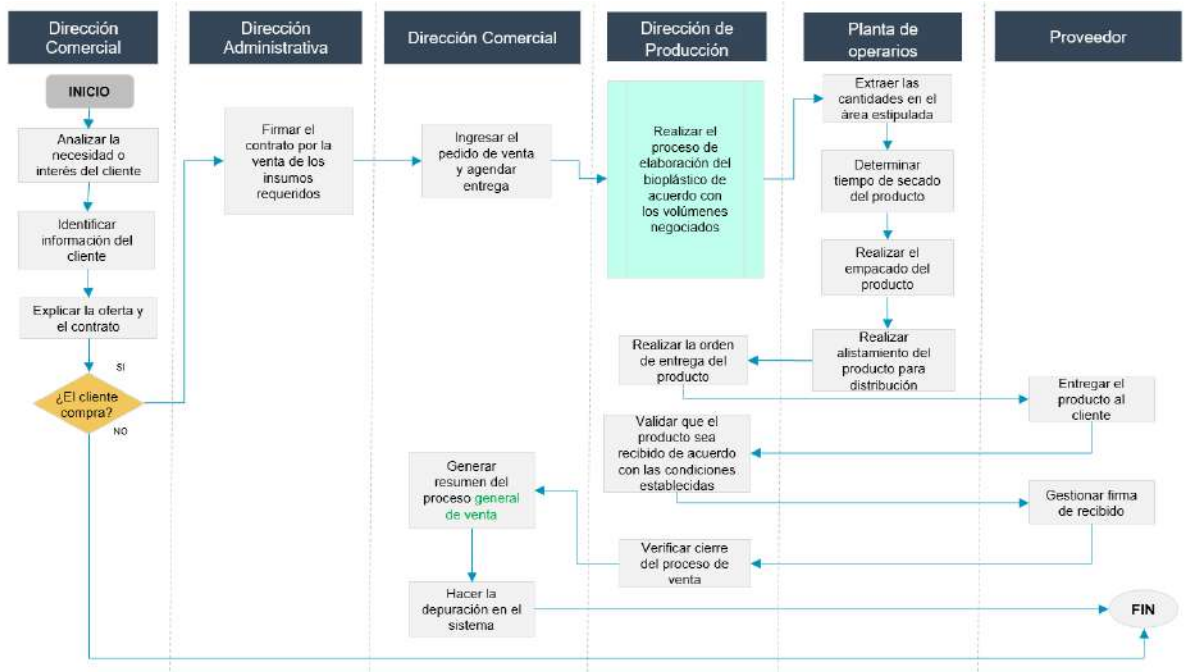 Dirección
Comercial
Dirección
Administrativa
Dirección Comercial
Dirección de
Producción
Planta de
operarios
Proveedor
INICIO
Analizar la
necesidad o
interés del cliente
Identificar
información del
cliente
Explicar la oferta y
el contrato
SI
¿El cliente
compra?
NO
Firmar el
contrato por la
venta de los
insumos
requeridos
Ingresar el
pedido de venta
y agendar
entrega
Realizar el
proceso de
elaboración del
bioplástico de
acuerdo con
los volúmenes
negociados
Extraer las
cantidades en el
área estipulada
Determinar
tiempo de secado
del producto
Realizar el
empacado del
producto
Realizar
alistamiento del
producto para
distribución
Realizar la orden
de entrega del
producto
Entregar el
producto al
cliente
Validar que el
producto sea
recibido de acuerdo
con las condiciones
establecidas
Gestionar firma
de recibido
Verificar cierre
del proceso de
venta
Generar
resumen del
proceso general
de venta
Hacer la
depuración en el
sistema
FIN